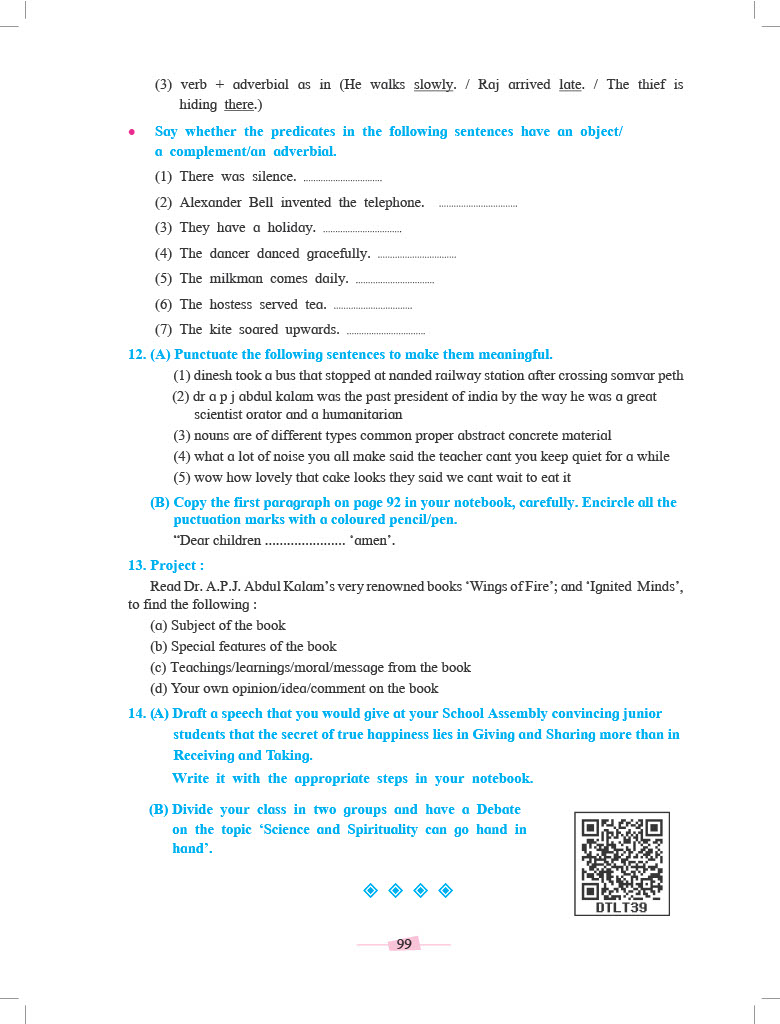 (3) verb + adverbial as in (He walks slowly. / Raj arrived late. / The thief is
hiding there.)
• Say whether the predicates in the following sentences have an object/
a complement/an adverbial.
(1) There was silence. ................................
(2) Alexander Bell invented the telephone. ................................
(3) They have a holiday. ................................
(4) The dancer danced gracefully. ................................
(5) The milkman comes daily. ................................
(6) The hostess served tea. ................................
(7) The kite soared upwards. ................................
12. (A) Punctuate the following sentences to make them meaningful.
(1) dinesh took a bus that stopped at nanded railway station after crossing somvar peth
(2) dr a p j abdul kalam was the past president of india by the way he was a great
scientist orator and a humanitarian
(3) nouns are of different types common proper abstract concrete material
(4) what a lot of noise you all make said the teacher cant you keep quiet for a while
(5) wow how lovely that cake looks they said we cant wait to eat it
(B) Copy the first paragraph on page 92 in your notebook, carefully. Encircle all the
puctuation marks with a coloured pencil/pen.
“Dear children ...................... ‘amen’.
13. Project :
Read Dr. A.P.J. Abdul Kalam’s very renowned books ‘Wings of Fire’; and ‘Ignited Minds’,
to find the following :
(a) Subject of the book
(b) Special features of the book
(c) Teachings/learnings/moral/message from the book
(d) Your own opinion/idea/comment on the book
14. (A) Draft a speech that you would give at your School Assembly convincing junior
students that the secret of true happiness lies in Giving and Sharing more than in
Receiving and Taking.
Write it with the appropriate steps in your notebook.
(B) Divide your class in two groups and have a Debate
on the topic ‘Science and Spirituality can go hand in
hand’.
DTLT39
99